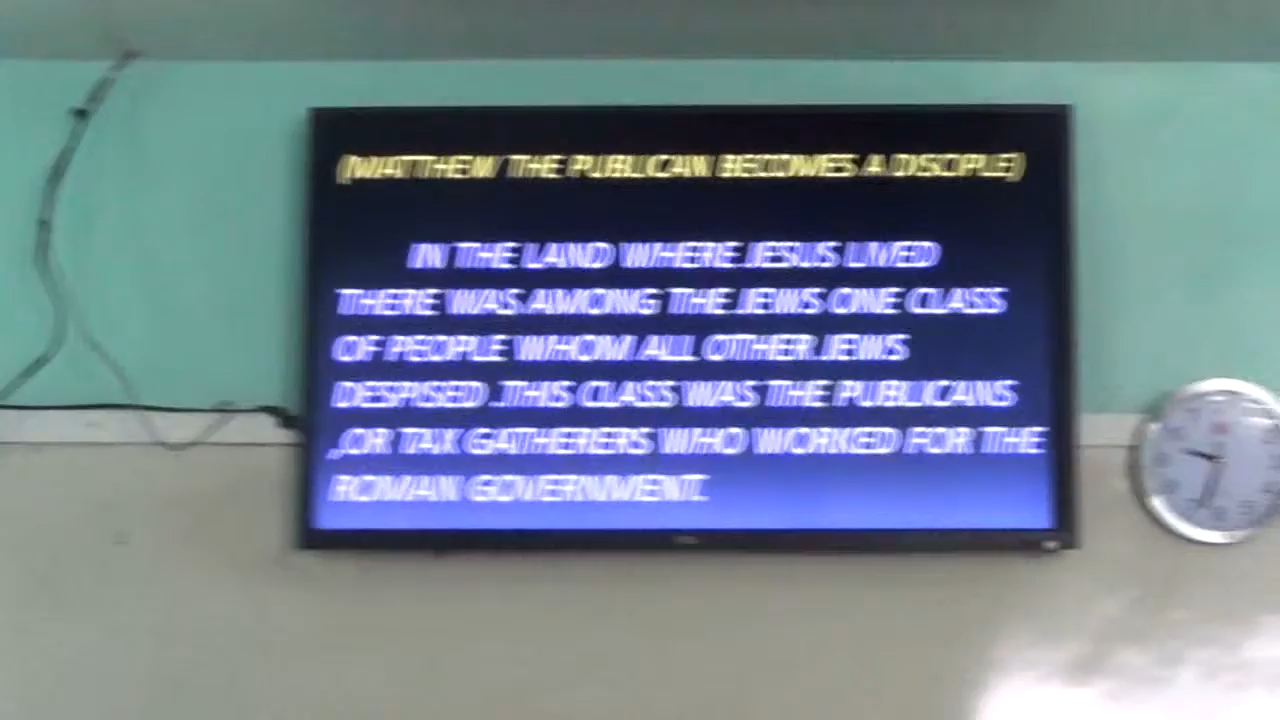 (MATTHEW THE PUBLICAN BECOMES A DISCIPLE)
IN THE LAND WHERE JESUS LIVED
THERE WAS AMONG THE JEWS ONE CLASS
OF PEOPLE WHOM ALL OTHER JEWS
DESPISED .THIS CLASS WAS THE PUBLICANS
,OR TAX GATHERERS WHO WORKED FOR THE
ROMAN GOVERNMENT.